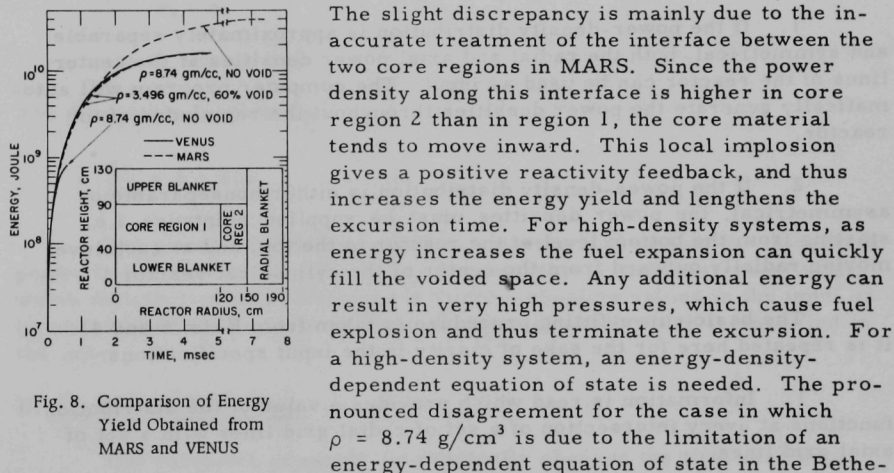 10¹⁰
10⁹
10⁸
10⁷
ENERGY, JOULE
ρ=8.74 gm/cc, NO VOID
ρ=3.496 gm/cc, 60% VOID
ρ=8.74 gm/cc, NO VOID
VENUS
MARS
130
90
40
0
REACTOR HEIGHT, cm
UPPER BLANKET
CORE REGION I
CORE
REG 2
RADIAL BLANKET
LOWER BLANKET
0 120 150 190
REACTOR RADIUS, cm
0 1 2 3 4 5 6 7 8
TIME, msec
Fig. 8. Comparison of Energy
Yield Obtained from
MARS and VENUS
The slight discrepancy is mainly due to the in-
accurate treatment of the interface between the
two core regions in MARS. Since the power
density along this interface is higher in core
region 2 than in region 1, the core material
tends to move inward. This local implosion
gives a positive reactivity feedback, and thus
increases the energy yield and lengthens the
excursion time. For high-density systems, as
energy increases the fuel expansion can quickly
fill the voided space. Any additional energy can
result in very high pressures, which cause fuel
explosion and thus terminate the excursion. For
a high-density system, an energy-density-
dependent equation of state is needed. The pro-
nounced disagreement for the case in which
ρ = 8.74 g/cm³ is due to the limitation of an
energy-dependent equation of state in the Bethe-